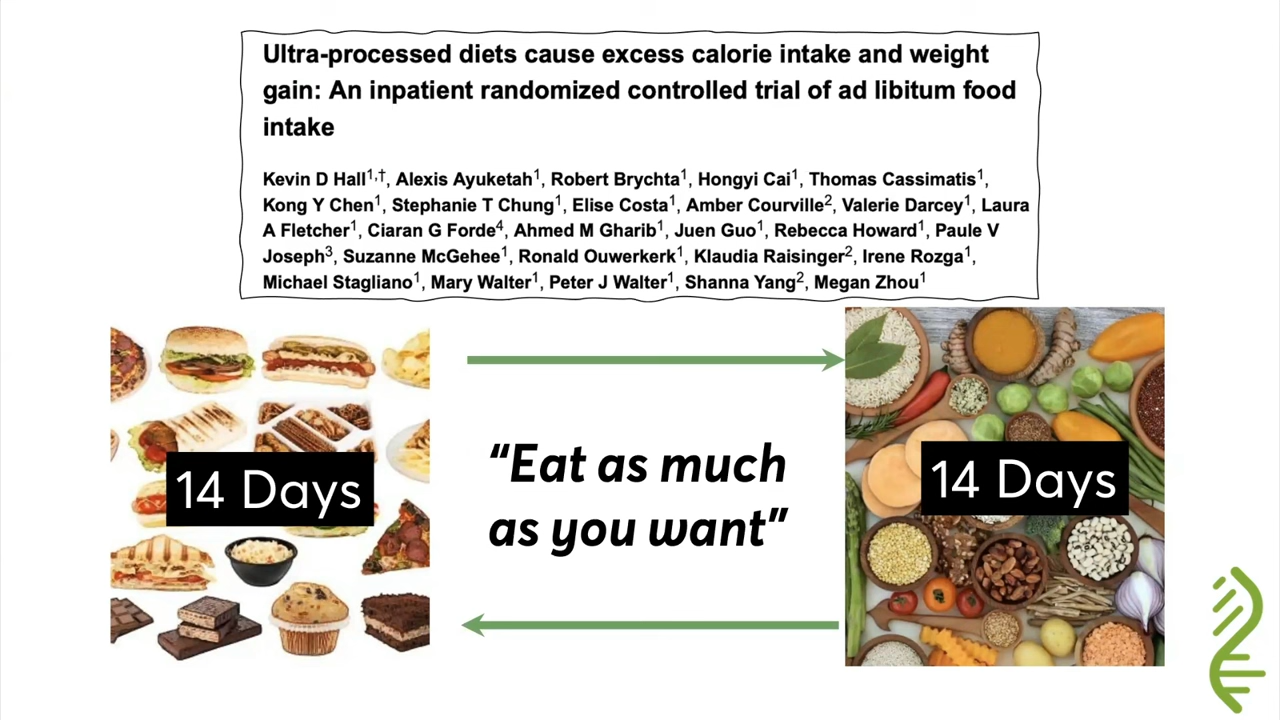 Ultra-processed diets cause excess calorie intake and weight
gain: An inpatient randomized controlled trial of ad libitum food
intake
Kevin D Hall1,†, Alexis Ayuketah1, Robert Brychta1, Hongyi Cai1, Thomas Cassimatis1,
Kong Y Chen1, Stephanie T Chung1, Elise Costa1, Amber Courville2, Valerie Darcey1, Laura
A Fletcher1, Ciaran G Forde4, Ahmed M Gharib1, Juen Guo1, Rebecca Howard1, Paule V
Joseph3, Suzanne McGehee1, Ronald Ouwerkerk1, Klaudia Raisinger2, Irene Rozga1,
Michael Stagliano1, Mary Walter1, Peter J Walter1, Shanna Yang2, Megan Zhou1
14 Days
“Eat as much
as you want”
14 Days